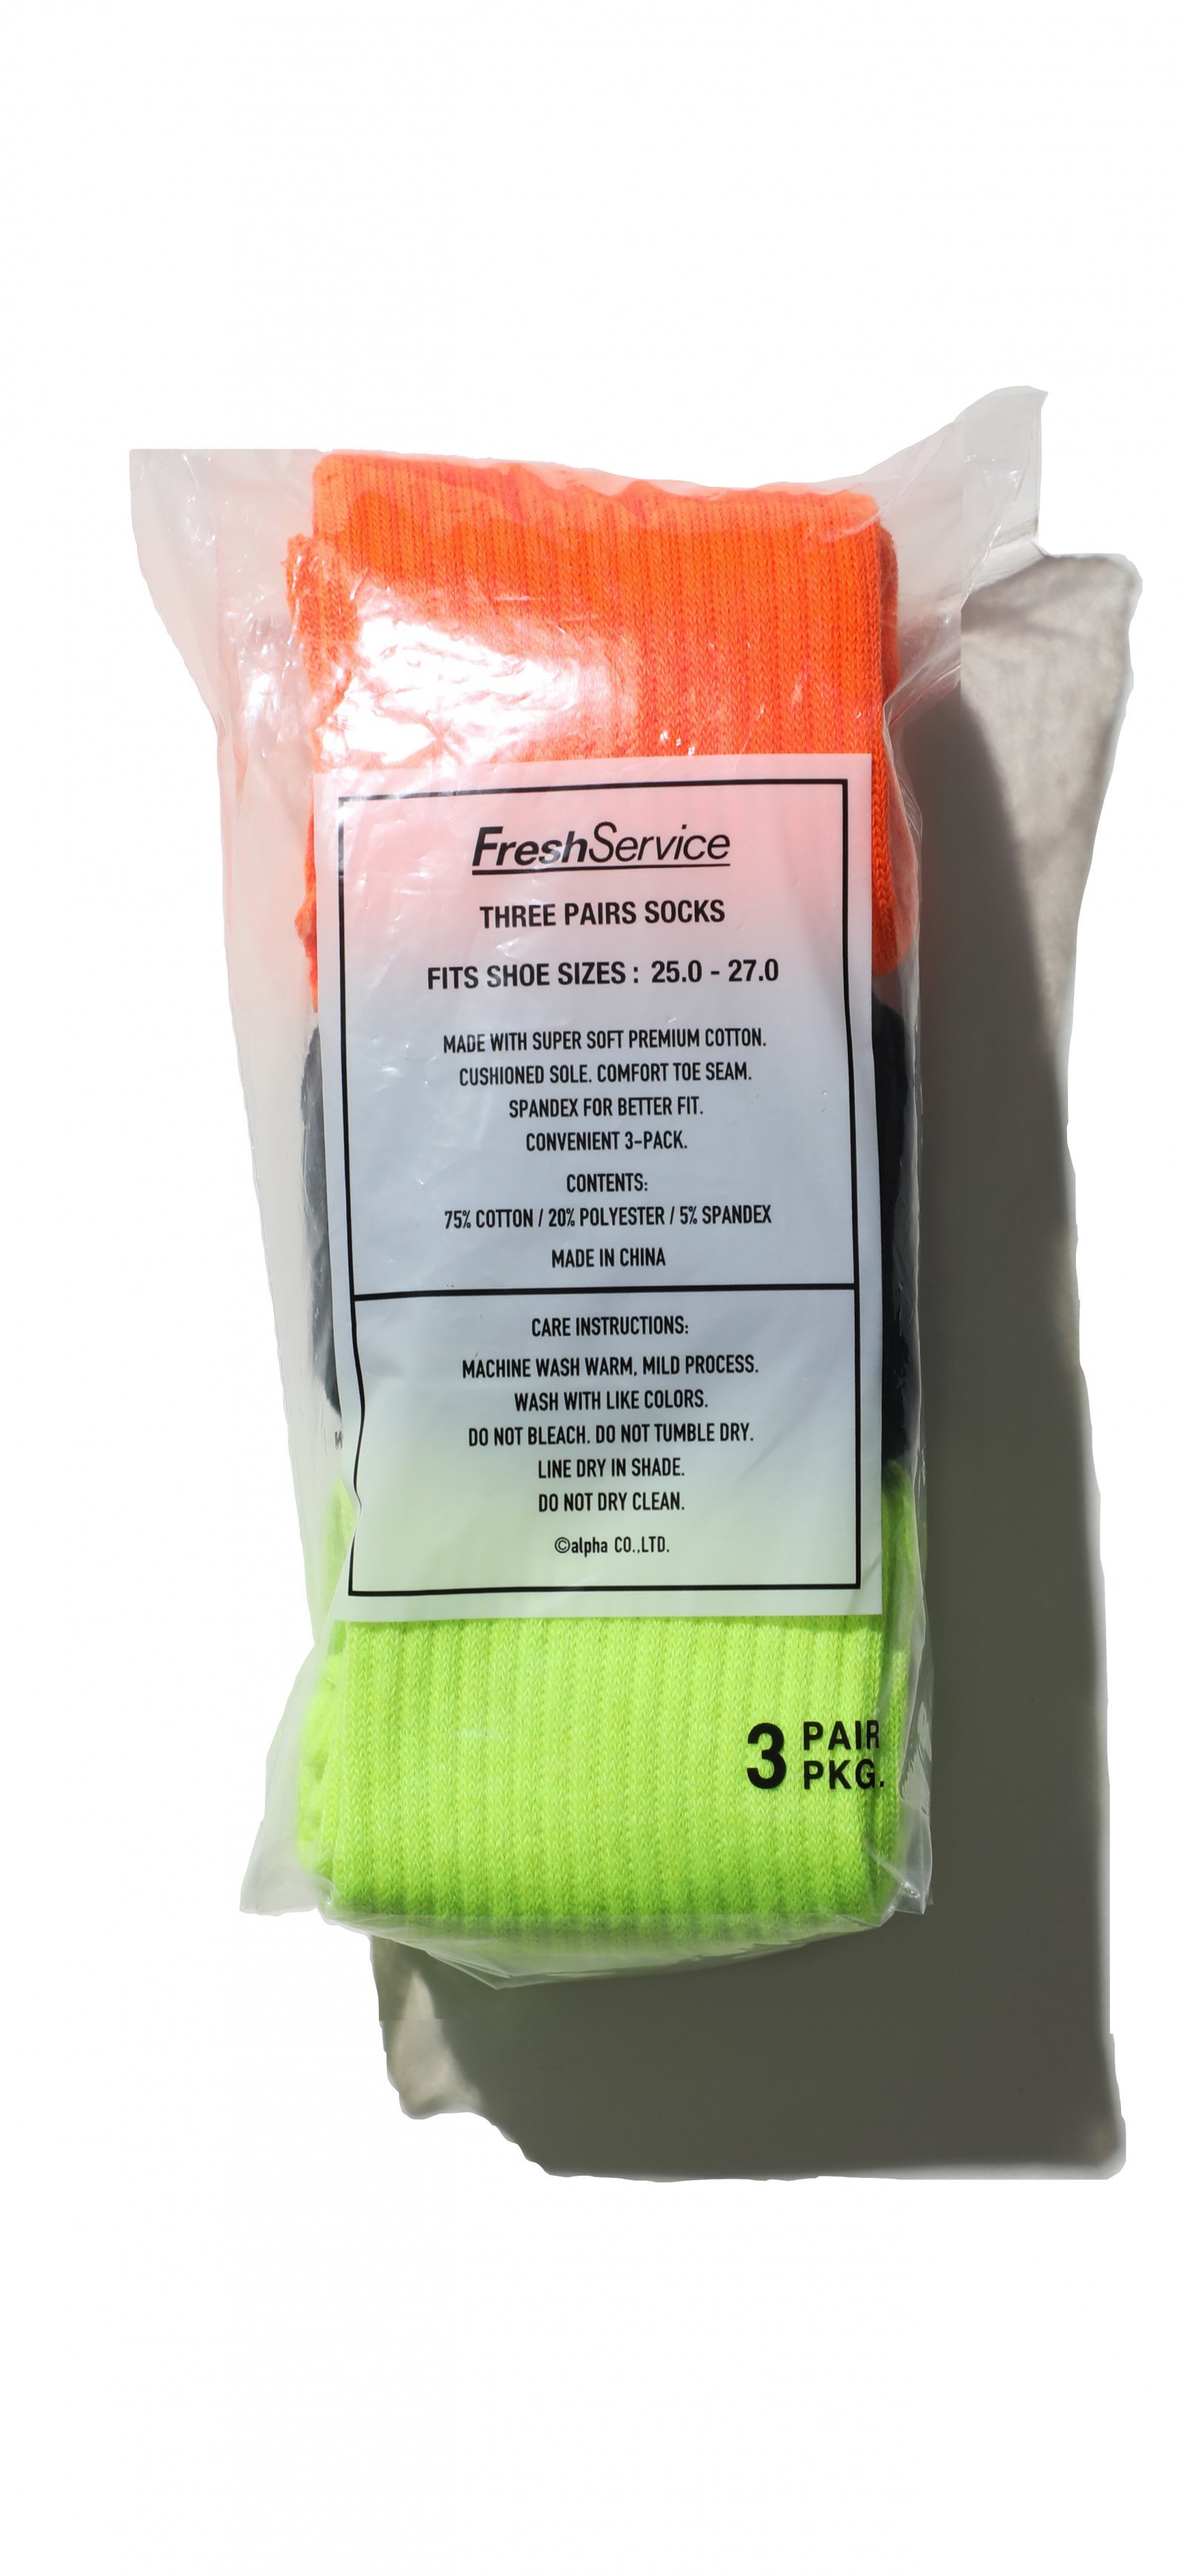 FreshService
THREE PAIRS SOCKS
FITS SHOE SIZES : 25.0 - 27.0
MADE WITH SUPER SOFT PREMIUM COTTON.
CUSHIONED SOLE. COMFORT TOE SEAM.
SPANDEX FOR BETTER FIT.
CONVENIENT 3-PACK.
CONTENTS:
75% COTTON / 20% POLYESTER / 5% SPANDEX
MADE IN CHINA
CARE INSTRUCTIONS:
MACHINE WASH WARM, MILD PROCESS.
WASH WITH LIKE COLORS.
DO NOT BLEACH. DO NOT TUMBLE DRY.
LINE DRY IN SHADE.
DO NOT DRY CLEAN.
©alpha CO.,LTD.
3 PAIR
PKG.